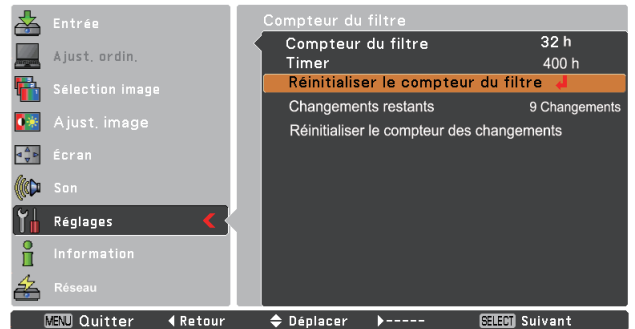 Entrée
Ajust. ordin.
Sélection image
Ajust. image
Écran
Son
Réglages
Information
Réseau
Compteur du filtre
Compteur du filtre 32 h
Timer 400 h
Réinitialiser le compteur du filtre
Changements restants 9 Changements
Réinitialiser le compteur des changements
MENU Quitter Retour Déplacer ----- SELECT Suivant